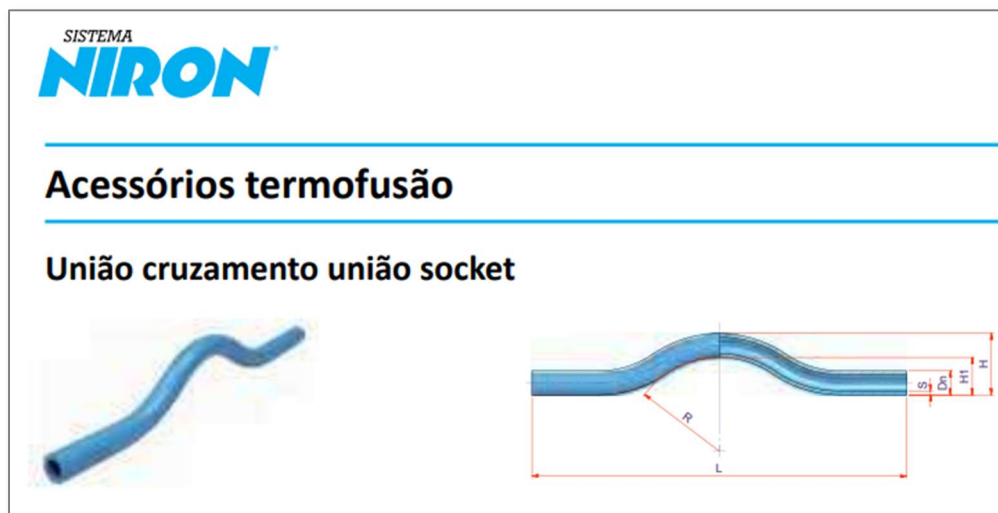 SISTEMA
NIRON®
Acessórios termofusão
União cruzamento união socket
R
L
S
Dn
H1
H